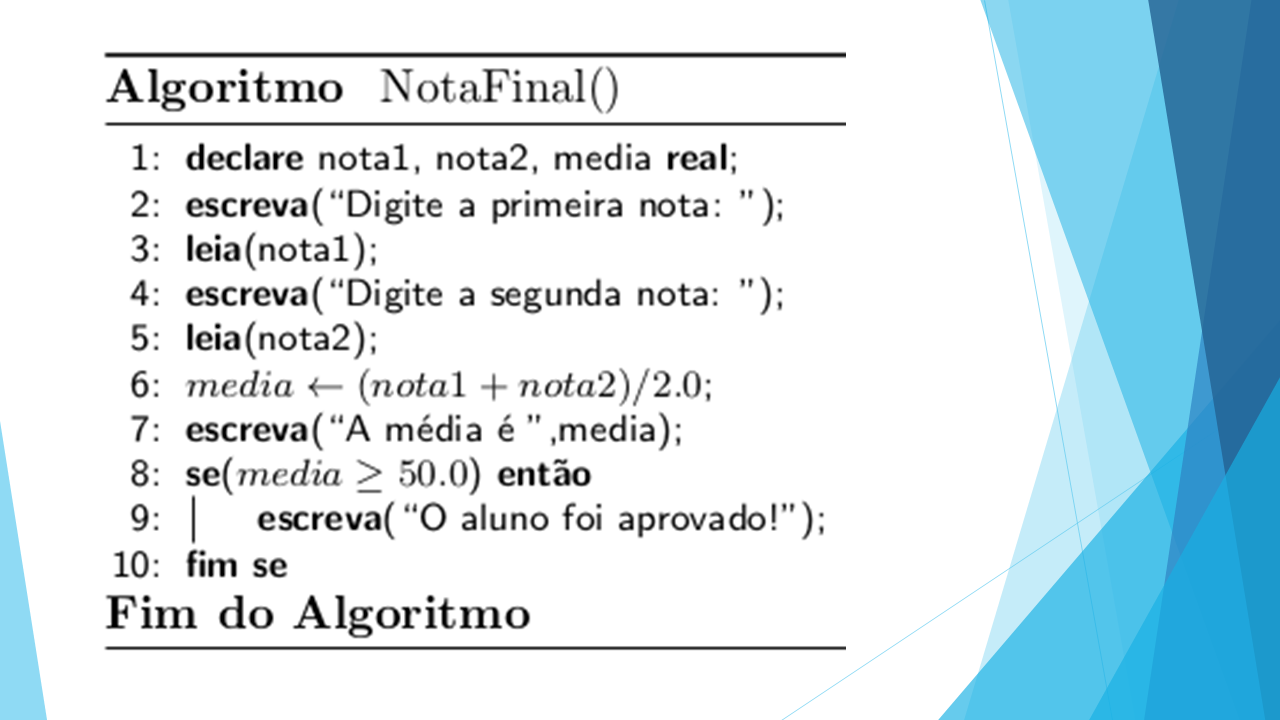 Algoritmo NotaFinal()
1: declare nota1, nota2, media real;
2: escreva(“Digite a primeira nota: ”);
3: leia(nota1);
4: escreva(“Digite a segunda nota: ”);
5: leia(nota2);
6: media ← (nota1 + nota2)/2.0;
7: escreva(“A média é ”,media);
8: se(media ≥ 50.0) então
9: escreva(“O aluno foi aprovado!”);
10: fim se
Fim do Algoritmo